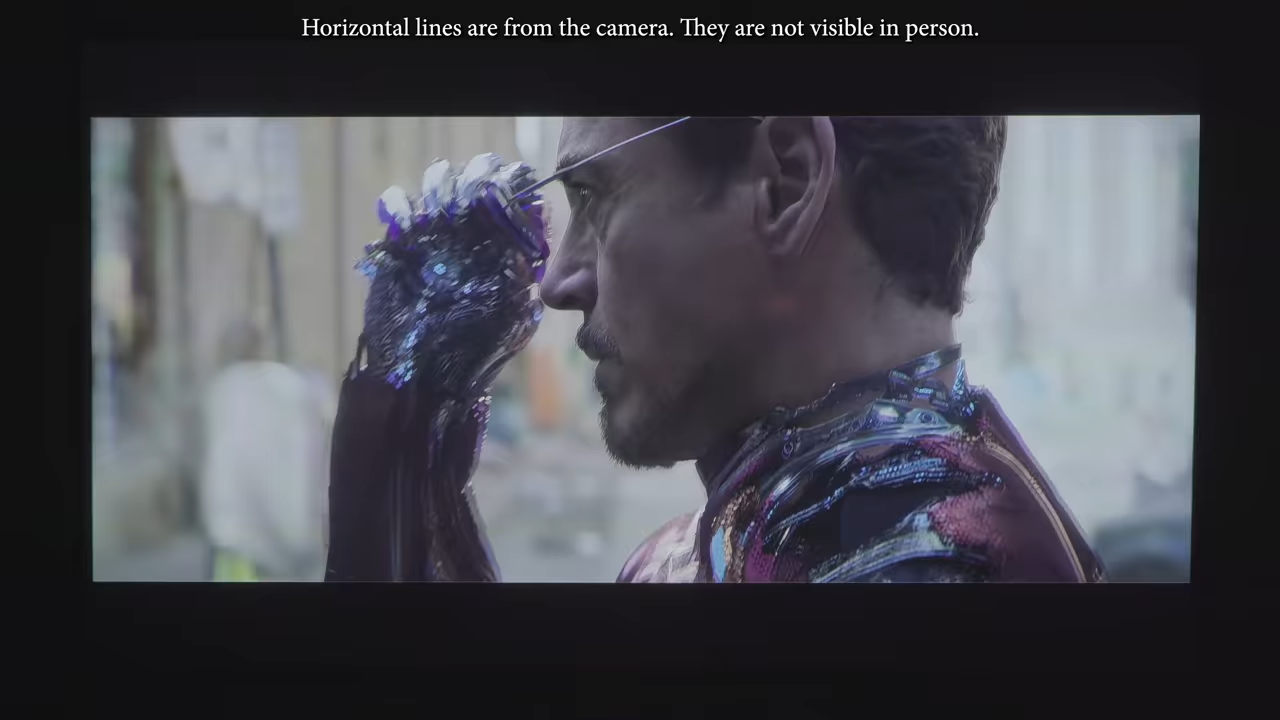 Horizontal lines are from the camera. They are not visible in person.